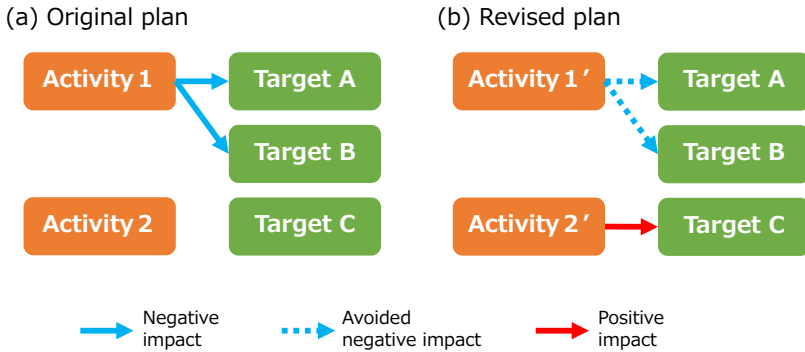 (a) Original plan
Activity 1
Target A
Target B
Activity 2
Target C
(b) Revised plan
Activity 1′
Target A
Target B
Activity 2′
Target C
Negative
impact
Avoided
negative impact
Positive
impact